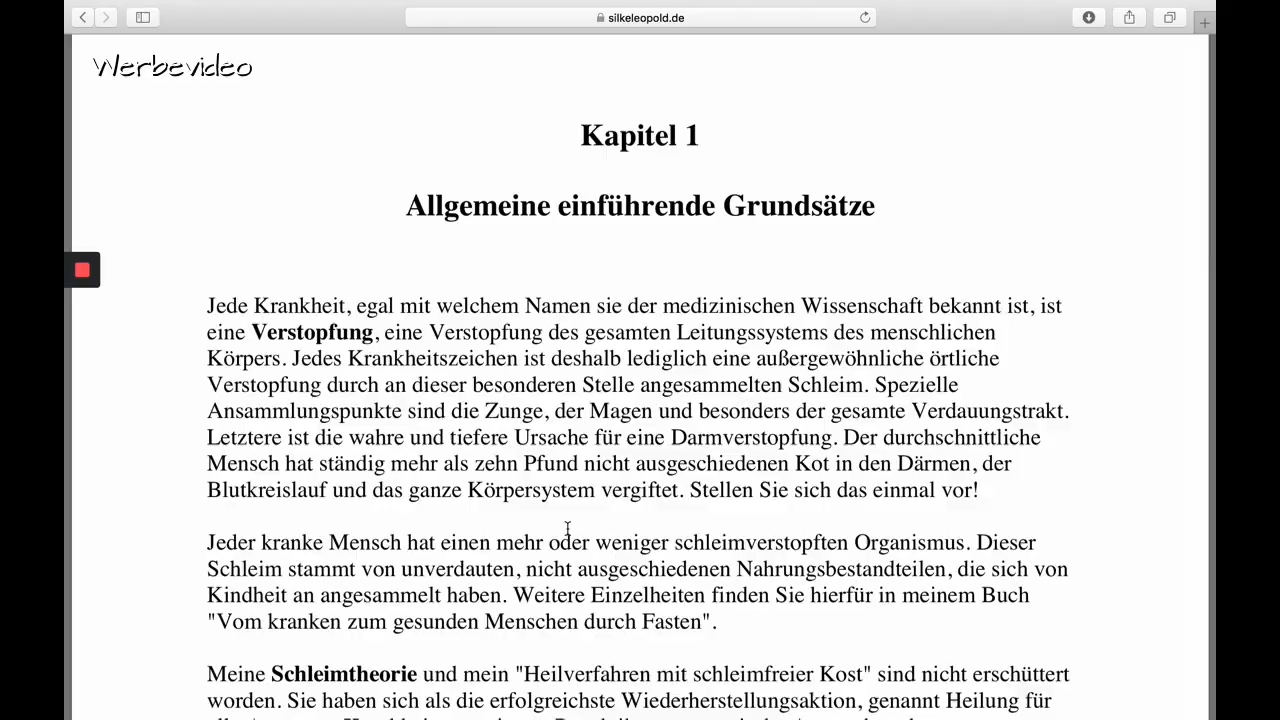 silkeleopold.de
Werbevideo
Kapitel 1
Allgemeine einführende Grundsätze
Jede Krankheit, egal mit welchem Namen sie der medizinischen Wissenschaft bekannt ist, ist
eine Verstopfung, eine Verstopfung des gesamten Leitungssystems des menschlichen
Körpers. Jedes Krankheitszeichen ist deshalb lediglich eine außergewöhnliche örtliche
Verstopfung durch an dieser besonderen Stelle angesammelten Schleim. Spezielle
Ansammlungspunkte sind die Zunge, der Magen und besonders der gesamte Verdauungstrakt.
Letztere ist die wahre und tiefere Ursache für eine Darmverstopfung. Der durchschnittliche
Mensch hat ständig mehr als zehn Pfund nicht ausgeschiedenen Kot in den Därmen, der
Blutkreislauf und das ganze Körpersystem vergiftet. Stellen Sie sich das einmal vor!
Jeder kranke Mensch hat einen mehr oder weniger schleimverstopften Organismus. Dieser
Schleim stammt von unverdauten, nicht ausgeschiedenen Nahrungsbestandteilen, die sich von
Kindheit an angesammelt haben. Weitere Einzelheiten finden Sie hierfür in meinem Buch
"Vom kranken zum gesunden Menschen durch Fasten".
Meine Schleimtheorie und mein "Heilverfahren mit schleimfreier Kost" sind nicht erschüttert
worden. Sie haben sich als die erfolgreichste Wiederherstellungsaktion, genannt Heilung für